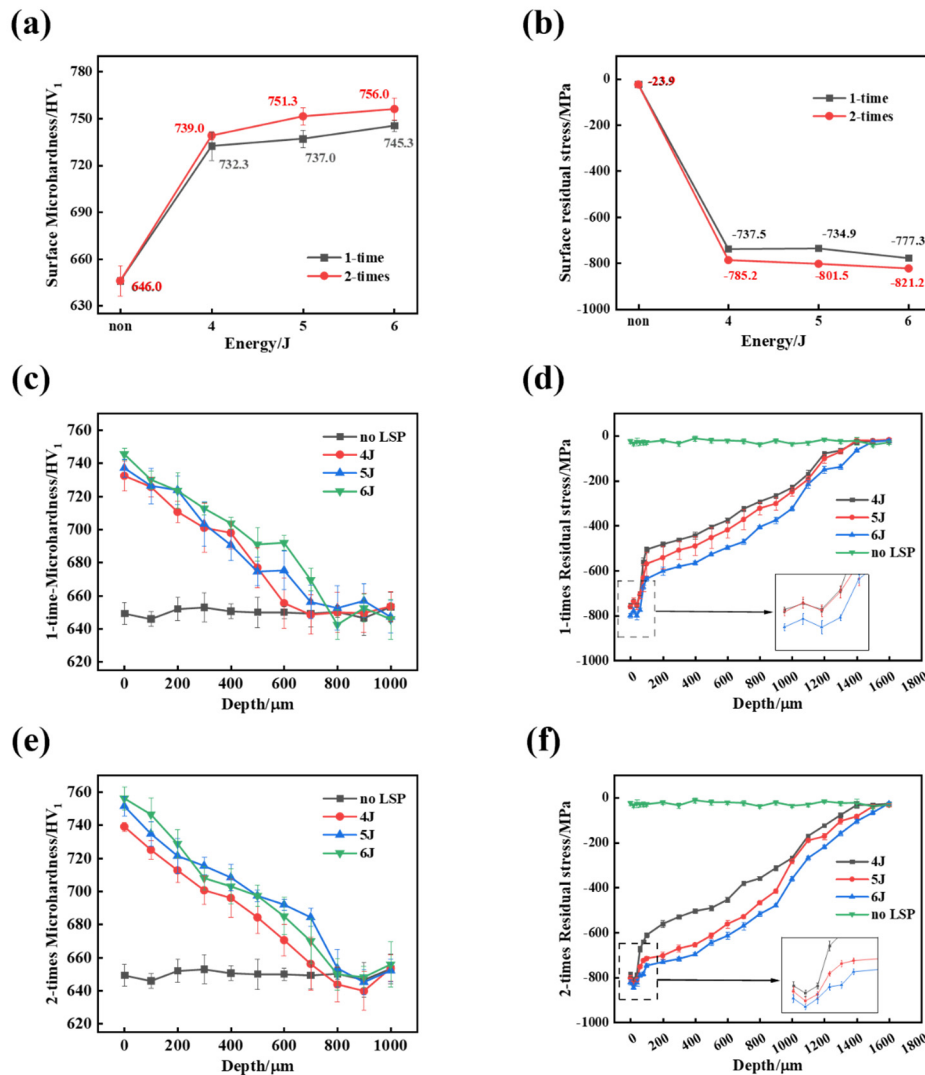 (a)
Surface Microhardness/HV1
780
750
720
690
660
630
739.0
751.3
756.0
732.3
737.0
745.3
646.0
1-time
2-times
non
4
5
6
Energy/J
(b)
Surface residual stress/MPa
0
-200
-400
-600
-800
-1000
-23.9
1-time
2-times
-737.5
-734.9
-777.3
-785.2
-801.5
-821.2
non
4
5
6
Energy/J
(c)
1-time-Microhardness/HV1
760
740
720
700
680
660
640
620
no LSP
4J
5J
6J
0
200
400
600
800
1000
Depth/μm
(d)
1-times Residual stress/MPa
0
-200
-400
-600
-800
-1000
4J
5J
6J
no LSP
0
200
400
600
800
1000
1200
1400
1600
1800
Depth/μm
(e)
2-times Microhardness/HV1
760
740
720
700
680
660
640
620
no LSP
4J
5J
6J
0
200
400
600
800
1000
Depth/μm
(f)
2-times Residual stress/MPa
0
-200
-400
-600
-800
-1000
4J
5J
6J
no LSP
0
200
400
600
800
1000
1200
1400
1600
1800
Depth/μm